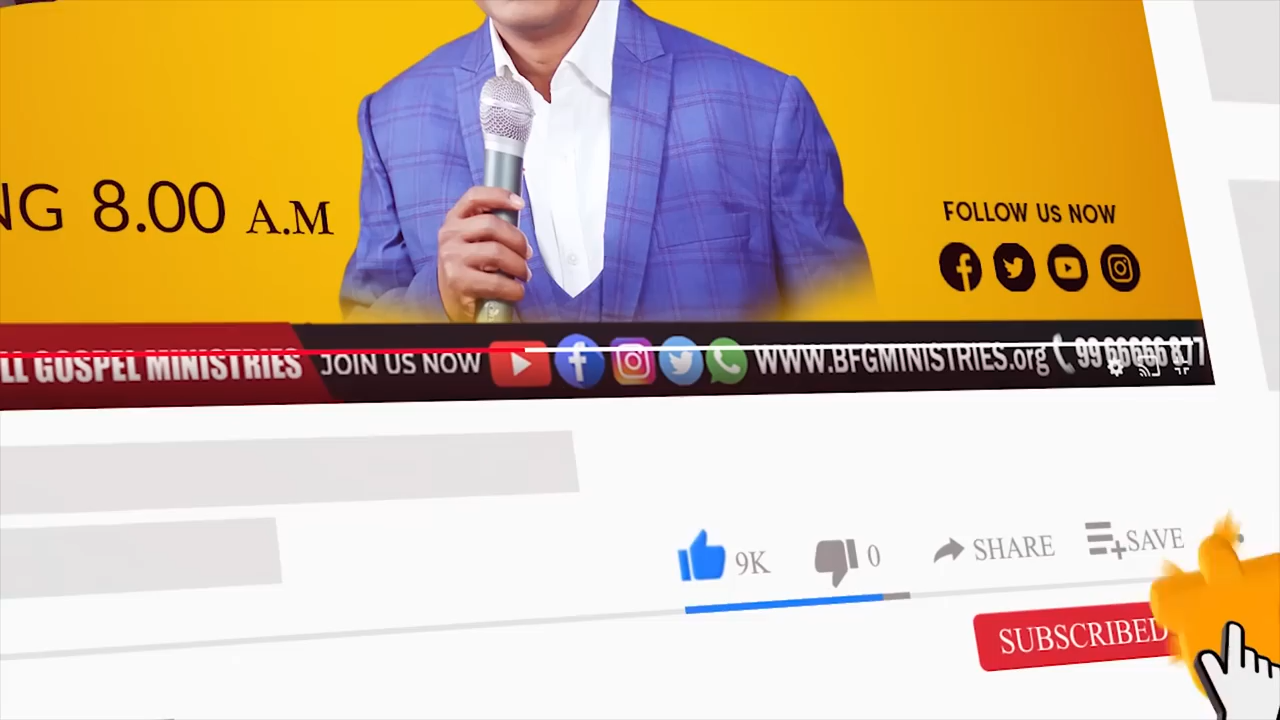 NG 8.00 A.M
FOLLOW US NOW
LL GOSPEL MINISTRIES JOIN US NOW WWW.BFGMINISTRIES.org
9K 0 SHARE SAVE
SUBSCRIBED